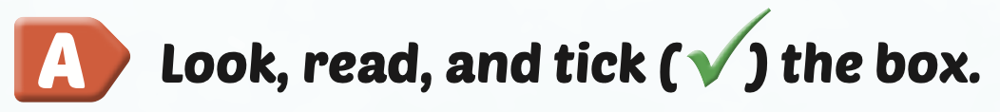 A Look, read, and tick (✓) the box.